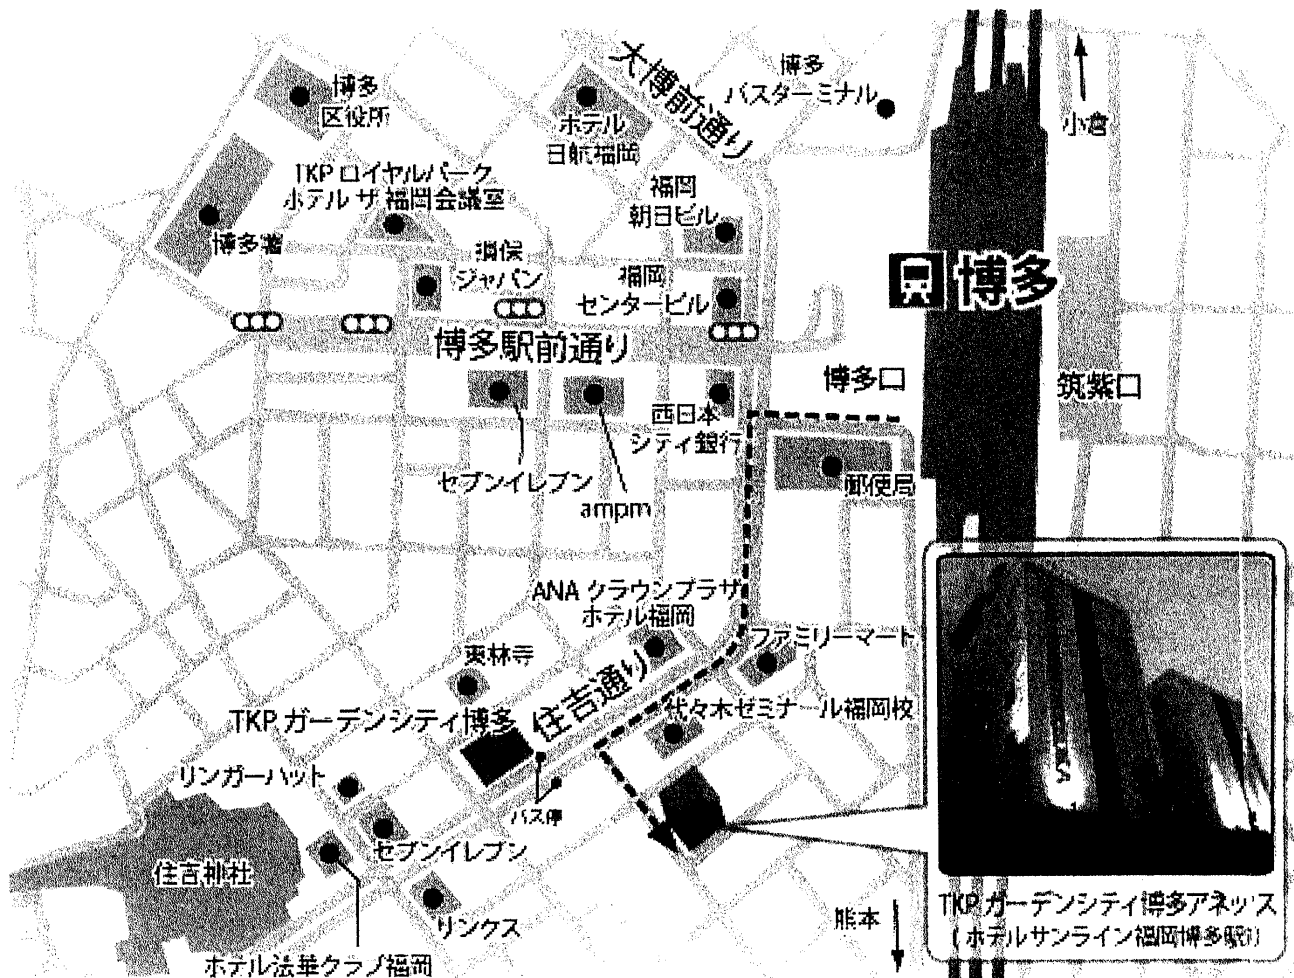 大博前通り
博多
バスターミナル
小倉
博多
区役所
ホテル
日航福岡
TKP ロイヤルパーク
ホテル ザ 福岡会議室
福岡
朝日ビル
博多署
損保
ジャパン
福岡
センタービル
博多
博多駅前通り
博多口
筑紫口
西日本
シティ銀行
セブンイレブン
ampm
郵便局
ANA クラウンプラザ
ホテル福岡
ファミリーマート
東林寺
住吉通り
代々木ゼミナール福岡校
TKP ガーデンシティ博多
リンガーハット
バス停
セブンイレブン
住吉神社
リンクス
ホテル法華クラブ福岡
熊本
TKP ガーデンシティ博多アネックス
(ホテルサンライン福岡博多駅前)